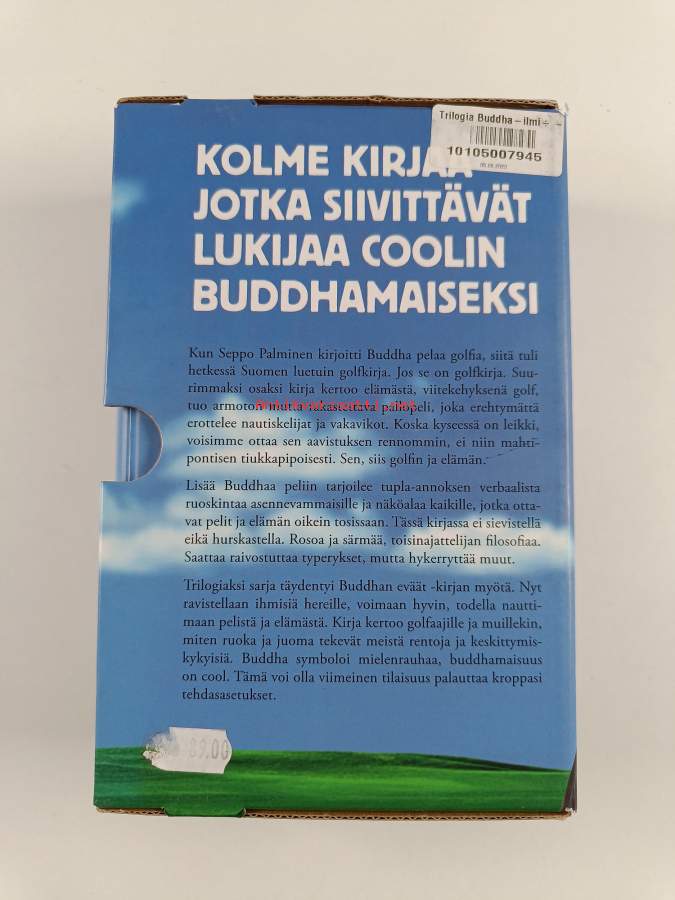 Trilogia Buddha – ilmi
10105007945
KOLME KIRJAA
JOTKA SIIVITTÄVÄT
LUKIJAA COOLIN
BUDDHAMAISEKSI
Kun Seppo Palminen kirjoitti Buddha pelaa golfia, siitä tuli
hetkessä Suomen luetuin golfkirja. Jos se on golfkirja. Suu-
rimmaksi osaksi kirja kertoo elämästä, viitekehyksenä golf,
tuo armoton mutta rakastettava pallopeli, joka erehtymättä
erottelee nautiskelijat ja vakavikot. Koska kyseessä on leikki,
voisimme ottaa sen aavistuksen rennommin, ei niin mahti-
pontisen tiukkapipoisesti. Sen, siis golfin ja elämän.
Lisää Buddhaa peliin tarjoilee tupla-annoksen verbaalista
ruoskintaa asennevammaisille ja näköalaa kaikille, jotka otta-
vat pelit ja elämän oikein tosissaan. Tässä kirjassa ei sievistellä
eikä hurskastella. Rosoa ja särmää, toisinajattelijan filosofiaa.
Saattaa raivostuttaa typerykset, mutta hykerryttää muut.
Trilogiaksi sarja täydentyi Buddhan eväät -kirjan myötä. Nyt
ravistellaan ihmisiä hereille, voimaan hyvin, todella nautti-
maan pelistä ja elämästä. Kirja kertoo golfaajille ja muillekin,
miten ruoka ja juoma tekevät meistä rentoja ja keskittymis-
kykyisiä. Buddha symboloi mielenrauhaa, buddhamaisuus
on cool. Tämä voi olla viimeinen tilaisuus palauttaa kroppasi
tehdasasetukset.
89.00